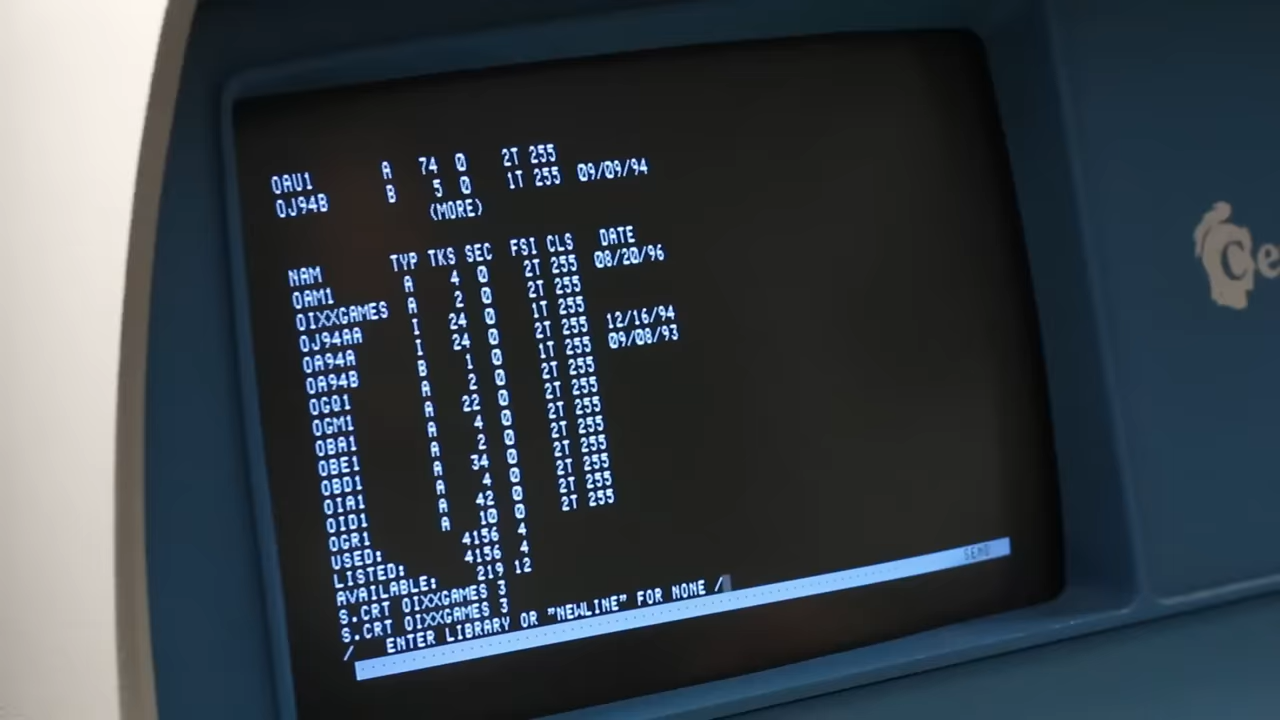 OAU1 A 74 0 2T 255
OJ94B B 5 0 1T 255 09/09/94
(MORE)
NAM TYP TKS SEC FSI CLS DATE
OAM1 A 4 0 2T 255 08/20/96
OIXXGAMES A 2 0 2T 255
OJ94AA I 24 0 1T 255
OA94A I 24 0 2T 255 12/16/94
OA94B B 1 0 1T 255 09/08/93
OGQ1 A 2 0 2T 255
OGM1 A 22 0 2T 255
OBA1 A 4 0 2T 255
OBE1 A 2 0 2T 255
OBD1 A 34 0 2T 255
OIA1 A 4 0 2T 255
OID1 A 42 0 2T 255
OGR1 A 10 0 2T 255
USED: 4156 4
LISTED: 4156 4
AVAILABLE: 219 12
S.CRT OIXXGAMES 3
S.CRT OIXXGAMES 3
/ ENTER LIBRARY OR "NEWLINE" FOR NONE /
SEND